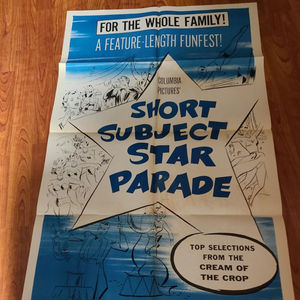 FOR THE WHOLE FAMILY!
A FEATURE-LENGTH FUNFEST!
COLUMBIA
PICTURES'
SHORT
SUBJECT
STAR
PARADE
TOP SELECTIONS
FROM THE
CREAM OF
THE CROP